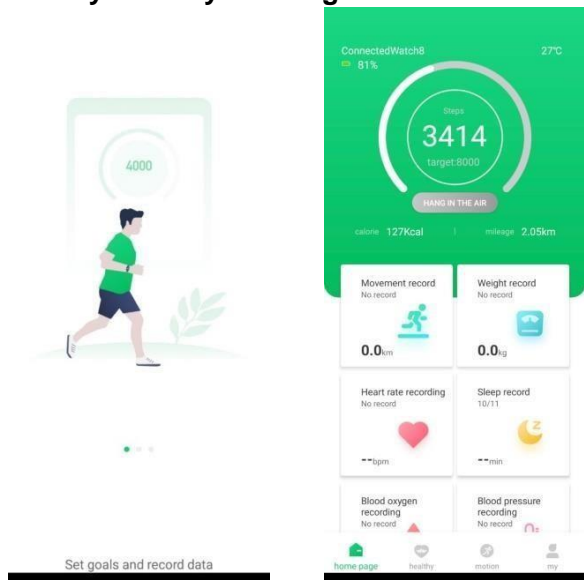 4000
Set goals and record data
ConnectedWatch8
27°C
81%
Steps
3414
target:8000
HANG IN THE AIR
calorie 127Kcal | mileage 2.05km
Movement record
No record
0.0km
Weight record
No record
0.0kg
Heart rate recording
No record
--bpm
Sleep record
10/11
z
--min
Blood oxygen
recording
No record
Blood pressure
recording
No record
home page
healthy
motion
my